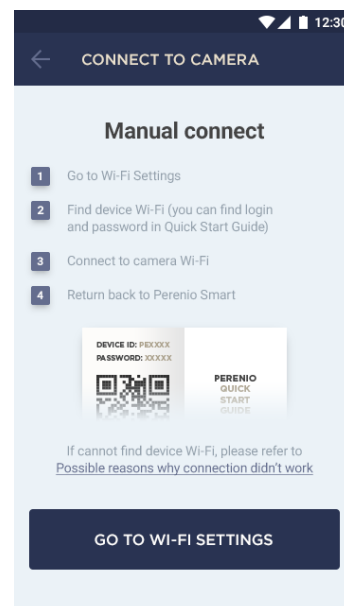 12:30
CONNECT TO CAMERA
Manual connect
1 Go to Wi-Fi Settings
2 Find device Wi-Fi (you can find login
and password in Quick Start Guide)
3 Connect to camera Wi-Fi
4 Return back to Perenio Smart
DEVICE ID: PEXXXX
PASSWORD: XXXXX
PERENIO
QUICK
START
GUIDE
If cannot find device Wi-Fi, please refer to
Possible reasons why connection didn't work
GO TO WI-FI SETTINGS